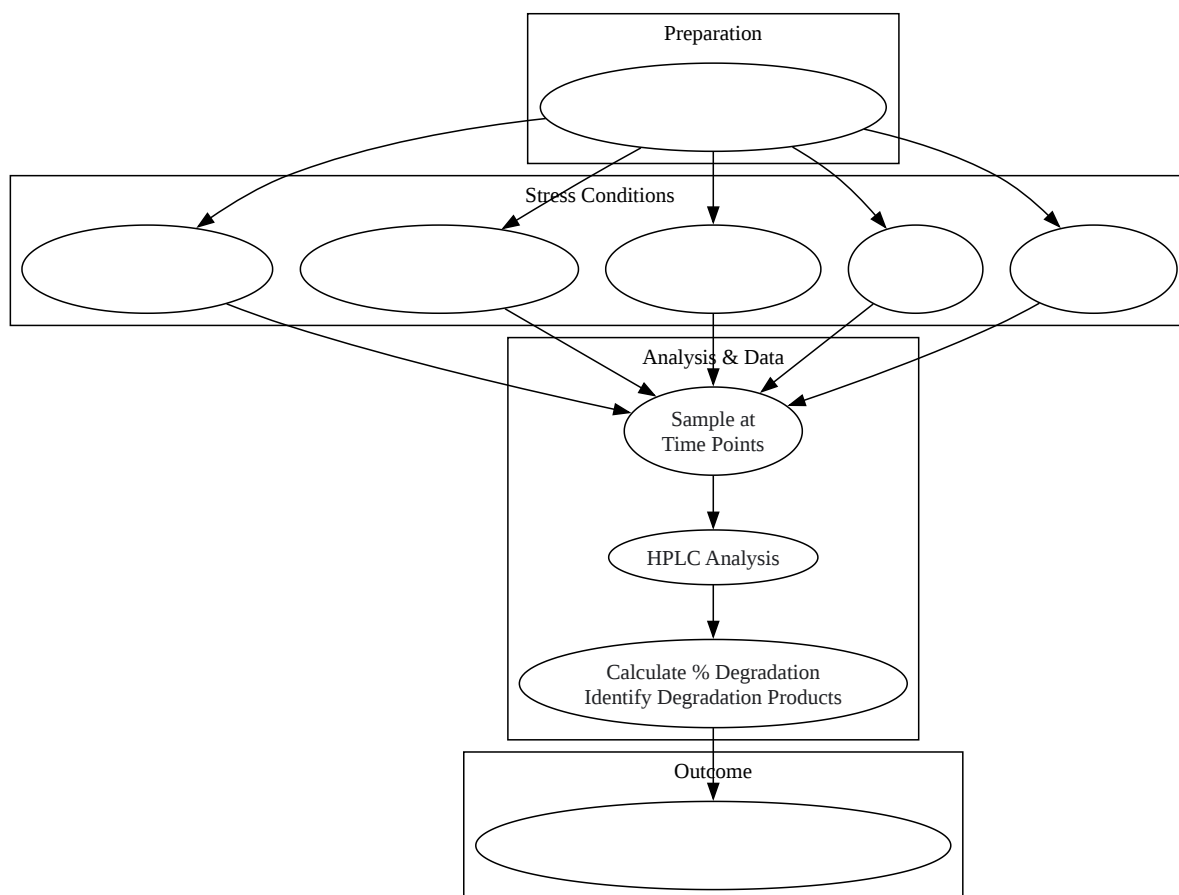 Preparation
Stress Conditions
Analysis & Data
Sample at
Time Points
HPLC Analysis
Calculate % Degradation
Identify Degradation Products
Outcome